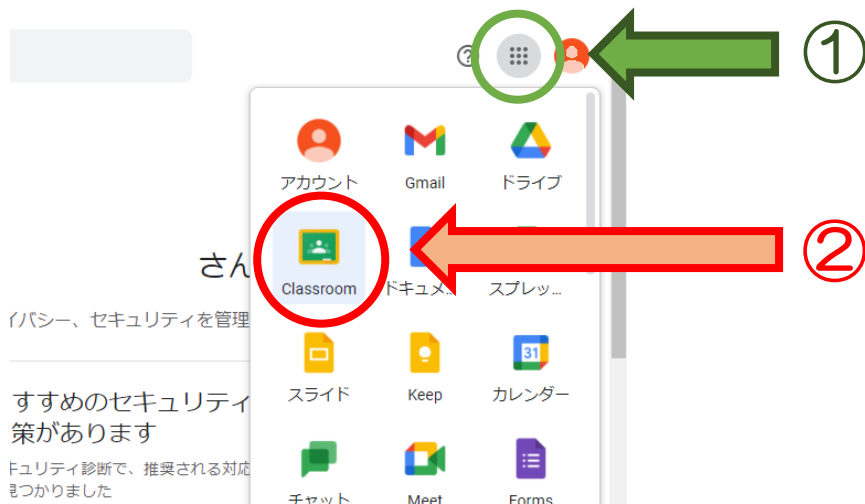 ①
アカウント Gmail ドライブ
②
さん
Classroom ドキュメ... スプレッ...
イバシー、セキュリティを管理
31
スライド Keep カレンダー
すすめのセキュリティ
策があります
キュリティ診断で、推奨される対応
見つかりました
チャット Meet Forms